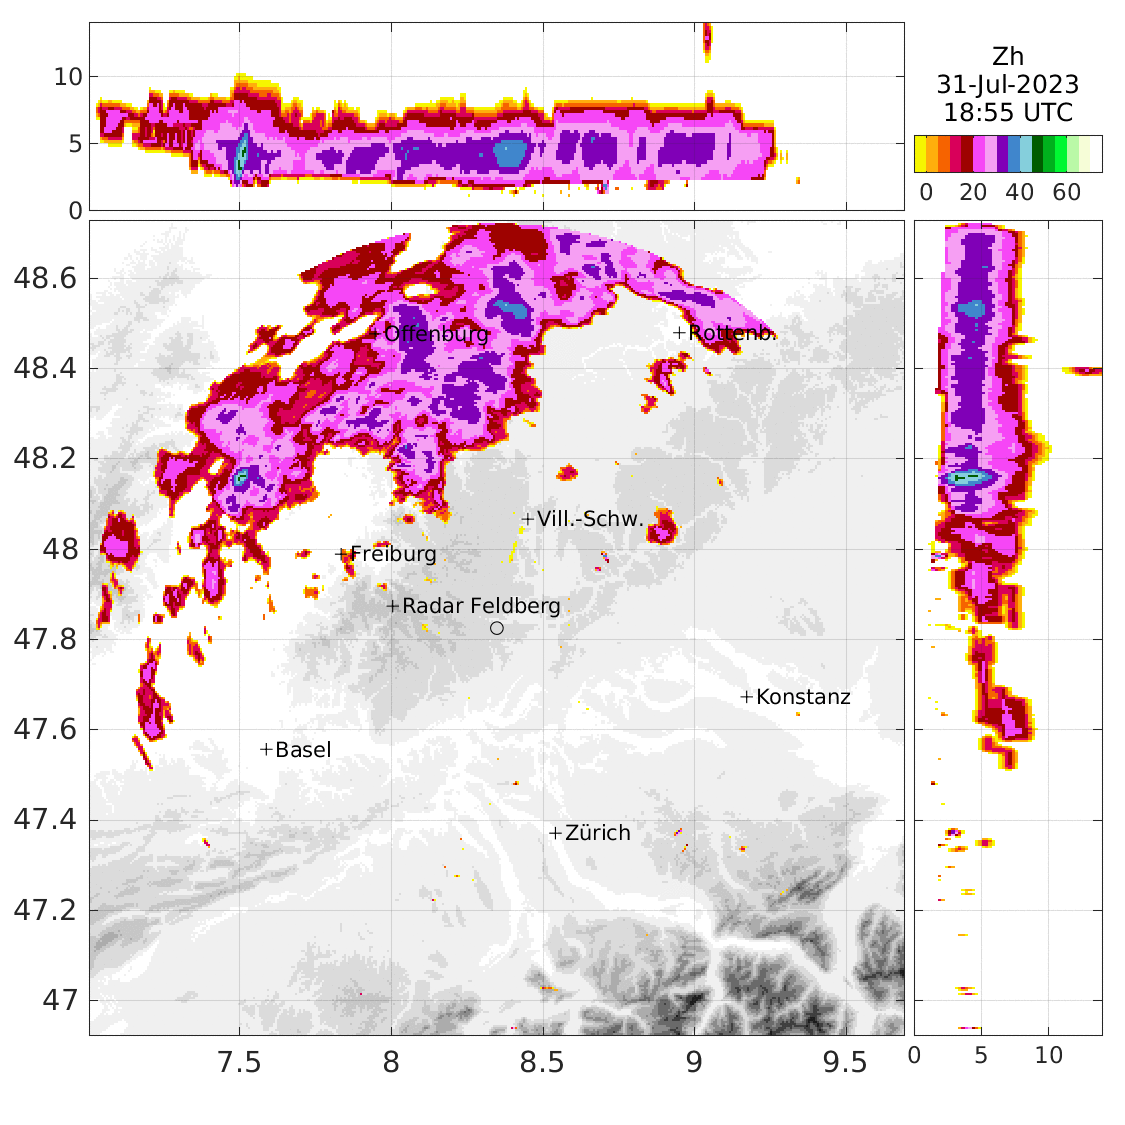 10
5
0
Zh
31-Jul-2023
18:55 UTC
0 20 40 60
48.6
48.4
48.2
48
47.8
47.6
47.4
47.2
47
Offenburg
Rottenb.
Vill.-Schw.
Freiburg
Radar Feldberg
Konstanz
Basel
Zürich
7.5 8 8.5 9 9.5
0 5 10